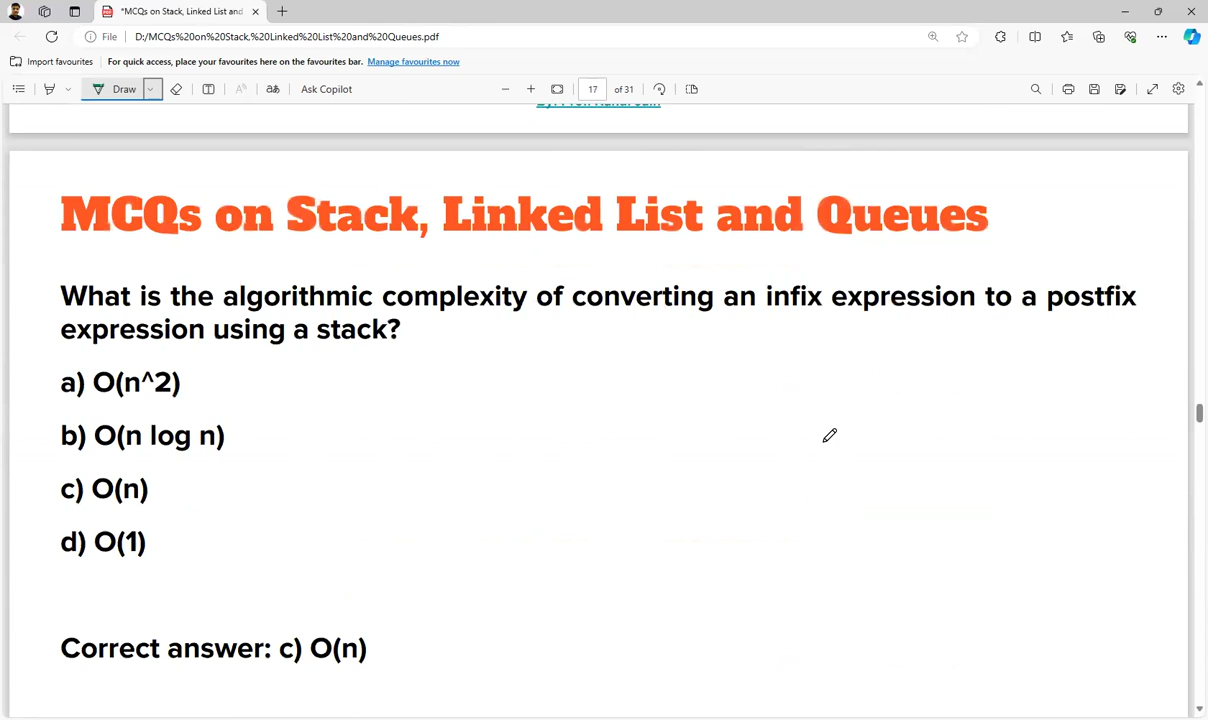 *MCQs on Stack, Linked List and
File
D:/MCQs%20on%20Stack,%20Linked%20List%20and%20Queues.pdf
Import favourites
For quick access, place your favourites here on the favourites bar. Manage favourites now
Draw
aあ
Ask Copilot
17 of 31
MCQs on Stack, Linked List and Queues
What is the algorithmic complexity of converting an infix expression to a postfix
expression using a stack?
a) O(n^2)
b) O(n log n)
c) O(n)
d) O(1)
Correct answer: c) O(n)